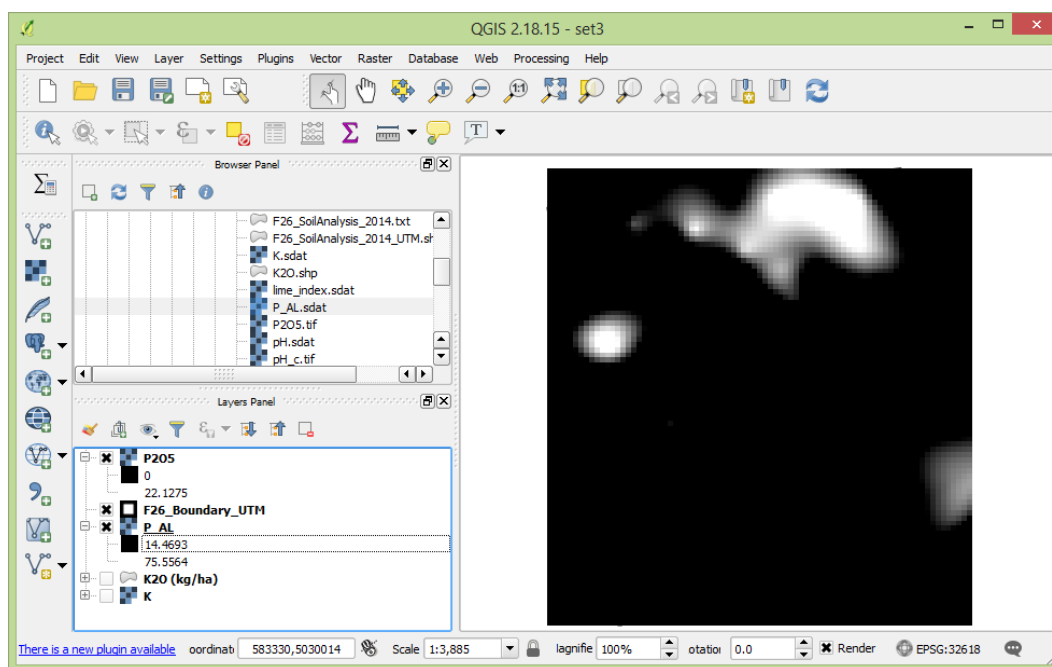 QGIS 2.18.15 - set3
Project Edit View Layer Settings Plugins Vector Raster Database Web Processing Help
Browser Panel
F26_SoilAnalysis_2014.txt
F26_SoilAnalysis_2014_UTM.sh
K.sdat
K2O.shp
lime_index.sdat
P_AL.sdat
P2O5.tif
pH.sdat
pH_c.tif
Layers Panel
P2O5
0
22.1275
F26_Boundary_UTM
P_AL
14.4693
75.5564
K2O (kg/ha)
K
There is a new plugin available oordinat 583330,5030014 Scale 1:3,885 lagnifie 100% otation 0.0 Render EPSG:32618